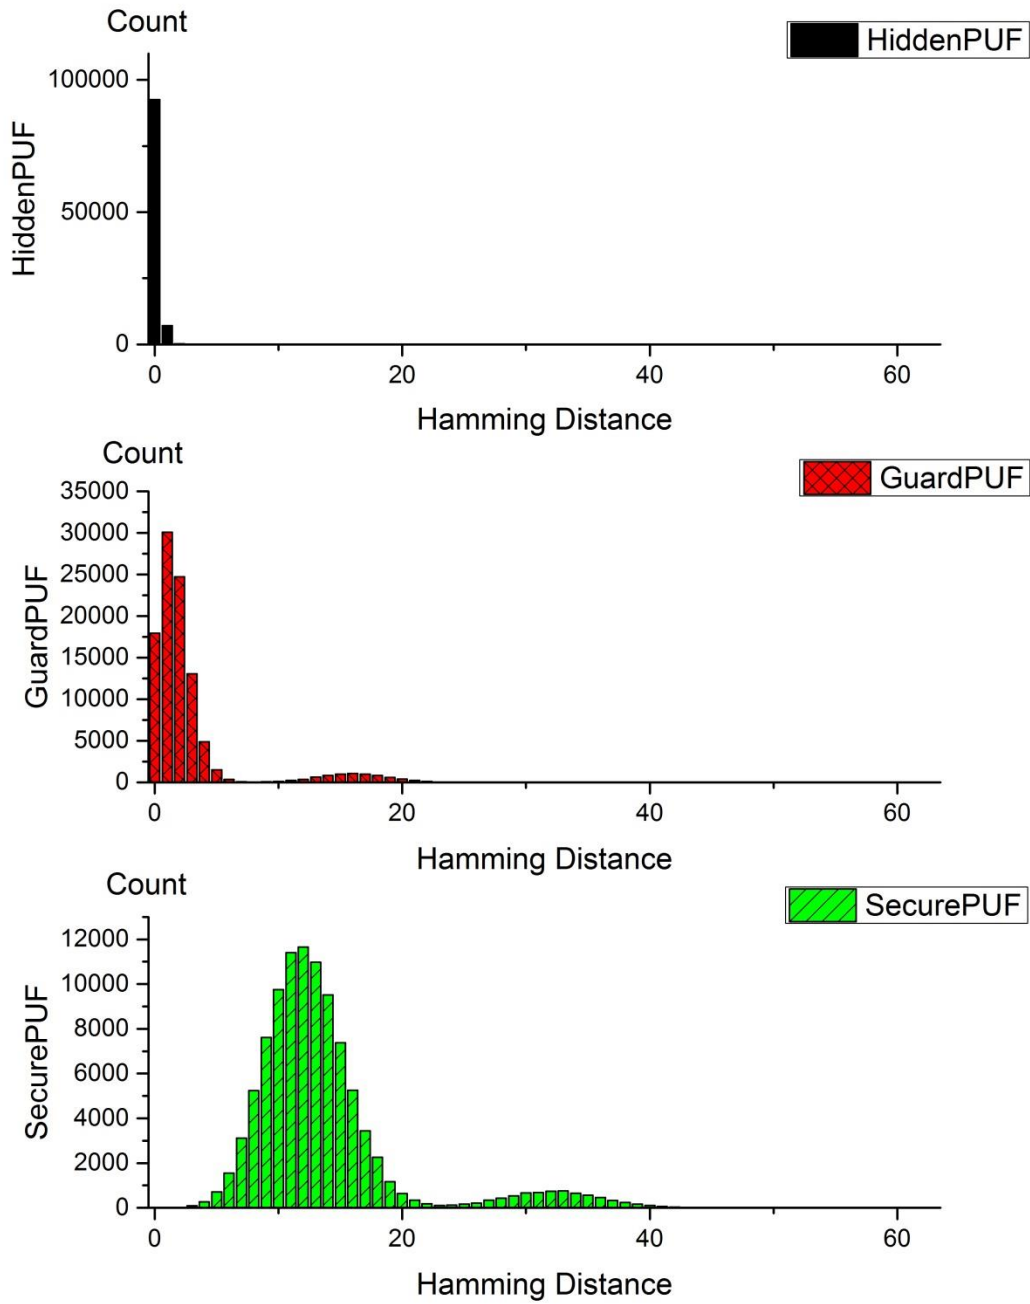 Count
HiddenPUF
HiddenPUF
100000
50000
0
0 20 40 60
Hamming Distance
Count
GuardPUF
GuardPUF
35000
30000
25000
20000
15000
10000
5000
0
0 20 40 60
Hamming Distance
Count
SecurePUF
SecurePUF
12000
10000
8000
6000
4000
2000
0
0 20 40 60
Hamming Distance